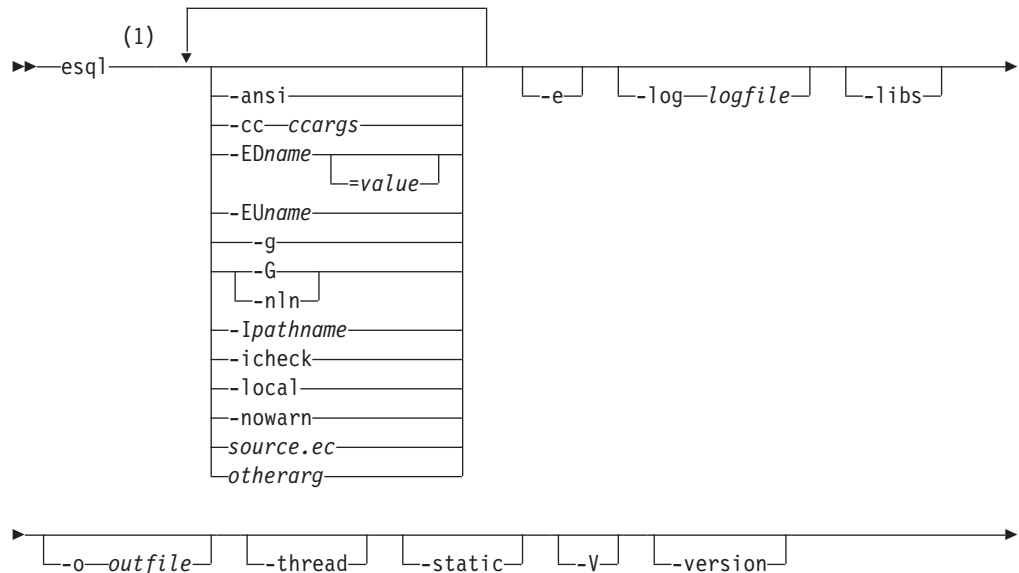 (1)
esql
-e -log logfile -libs
-ansi
-cc ccargs
-EDname
=value
-EUname
-g
-G
-nln
-Ipathname
-icheck
-local
-nowarn
source.ec
otherarg
-o outfile -thread -static -V -version